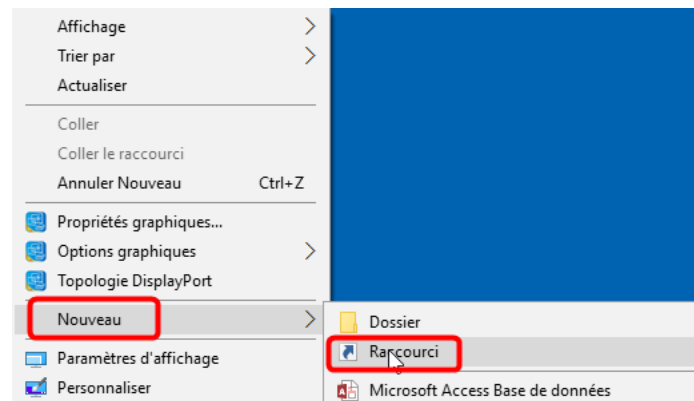 Affichage
Trier par
Actualiser
Coller
Coller le raccourci
Annuler Nouveau Ctrl+Z
Propriétés graphiques...
Options graphiques
Topologie DisplayPort
Nouveau
Paramètres d'affichage
Personnaliser
Dossier
Raccourci
Microsoft Access Base de données